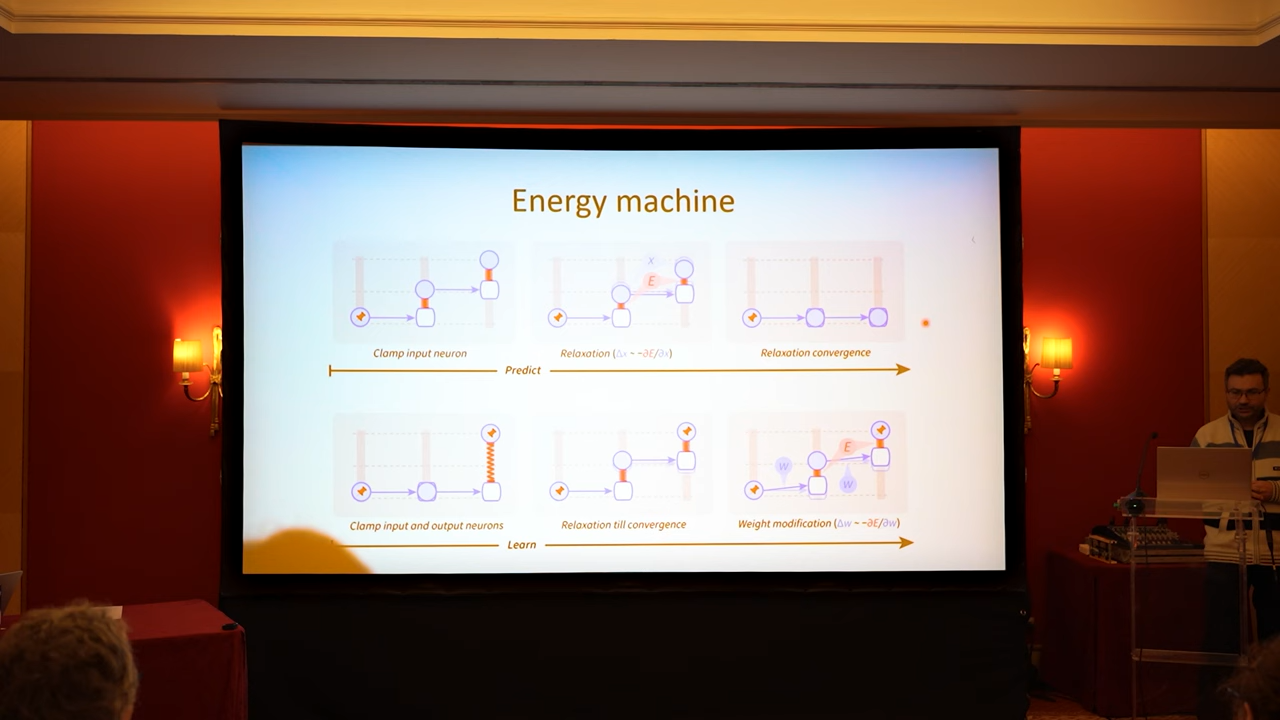 Energy machine
x
E
Clamp input neuron
Relaxation (Δx ~ -∂E/∂x)
Relaxation convergence
Predict
E
w
w
Clamp input and output neurons
Relaxation till convergence
Weight modification (Δw ~ -∂E/∂w)
Learn